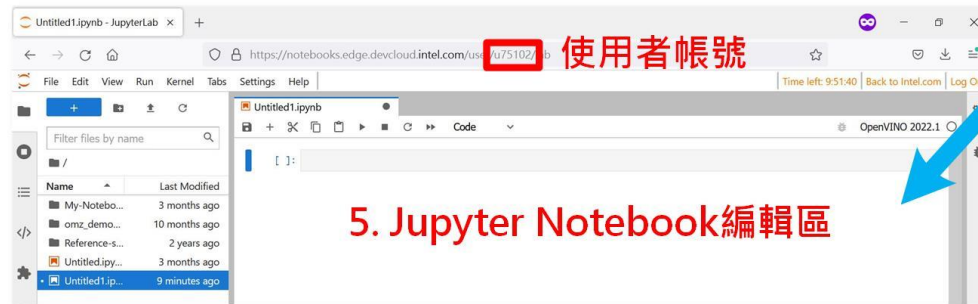 Untitled1.ipynb - JupyterLab
https://notebooks.edge.devcloud.intel.com/use/u75102/ab
使用者帳號
File Edit View Run Kernel Tabs Settings Help
Time left: 9:51:40 Back to Intel.com Log O
Untitled1.ipynb
Filter files by name
Code
OpenVINO 2022.1
/
[ ]:
Name Last Modified
My-Notebo... 3 months ago
omz_demo... 10 months ago
Reference-s... 2 years ago
Untitled.ipy... 3 months ago
Untitled1.ip... 9 minutes ago
5. Jupyter Notebook編輯區